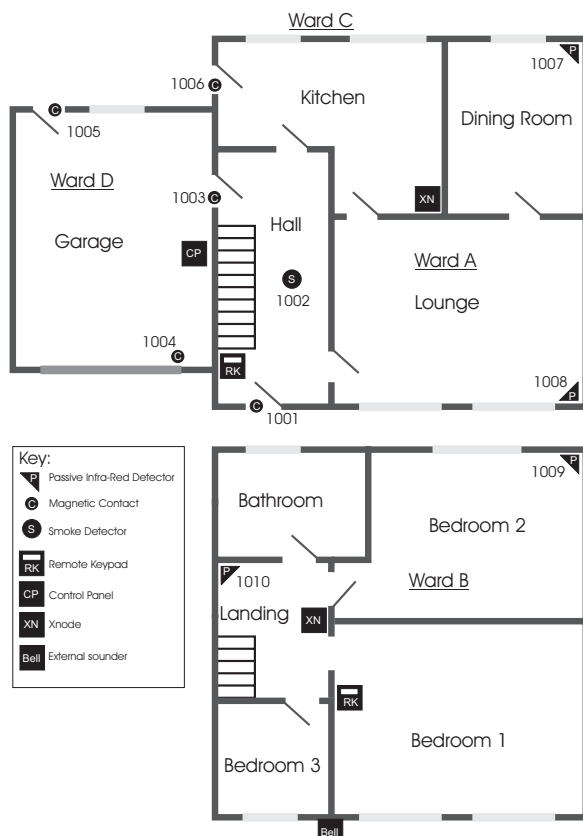 Ward C
1006
Kitchen
1007
Dining Room
1005
Ward D
1003
Hall
XN
Garage
CP
Ward A
S
1002
Lounge
1004
RK
1008
1001
C
C
C
C
C
P
P
Key:
P Passive Infra-Red Detector
C Magnetic Contact
S Smoke Detector
RK Remote Keypad
CP Control Panel
XN Xnode
Bell External sounder
P
1009
Bathroom
Bedroom 2
P
1010
Ward B
Landing
XN
RK
Bedroom 1
Bedroom 3
Bell